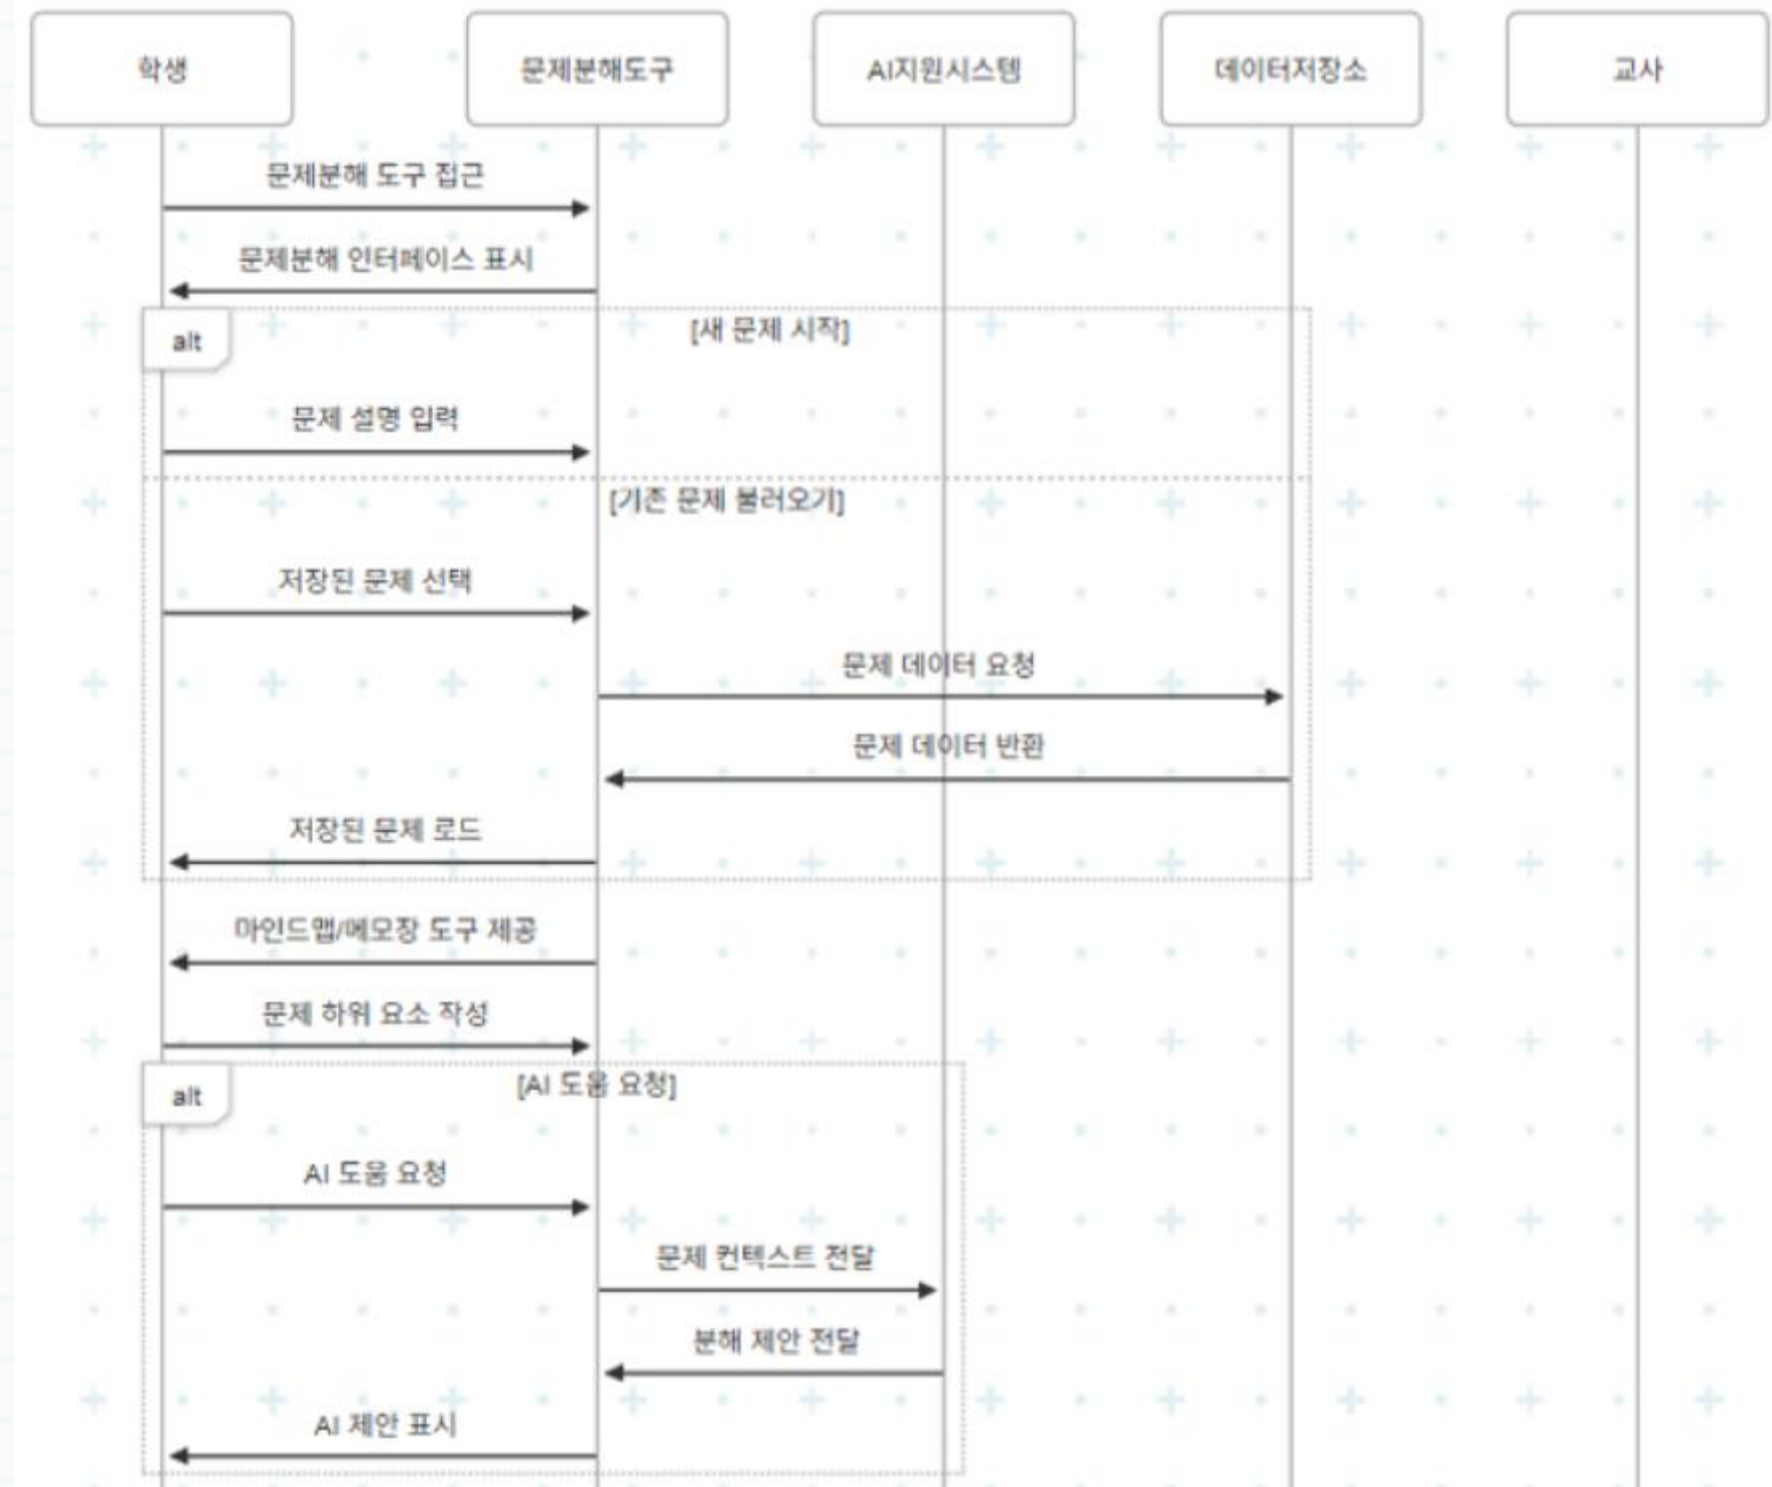 학생
문제분해도구
AI지원시스템
데이터저장소
교사
문제분해 도구 접근
문제분해 인터페이스 표시
alt
[새 문제 시작]
문제 설명 입력
[기존 문제 불러오기]
저장된 문제 선택
문제 데이터 요청
문제 데이터 반환
저장된 문제 로드
마인드맵/메모장 도구 제공
문제 하위 요소 작성
alt
[AI 도움 요청]
AI 도움 요청
문제 컨텍스트 전달
분해 제안 전달
AI 제안 표시